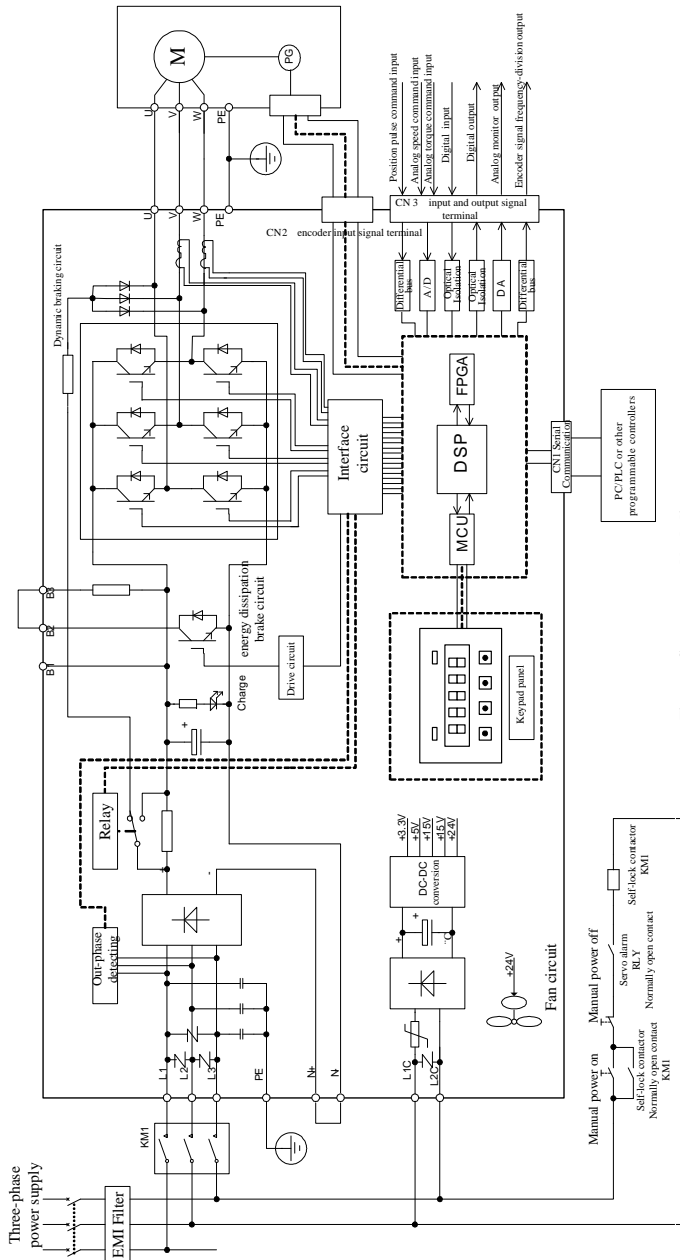 Three-phase
power supply
EMI Filter
KM1
L1
L2
L3
PE
N+
N-
Out-phase
detecting
Relay
+
-
+
Charge
B1
B2
B3
energy dissipation
brake circuit
Drive circuit
Dynamic braking circuit
U
V
W
PE
U
V
W
PE
M
PG
Interface
circuit
CN2 encoder input signal terminal
CN 3 input and output signal
terminal
Position pulse command input
Analog speed command input
Analog torque command input
Digital input
Digital output
Analog monitor output
Encoder signal frequency-division output
Differential
bus
A/D
Optical
Isolation
Optical
Isolation
D A
Differential
bus
MCU
DSP
FPGA
CN1 Serial
Communication
PC/PLC or other
programmable controllers
Keypad panel
L1C
L2C
+
DC-DC
conversion
+3.3V
+5V
+15V
+15 V
+24V
+24V
Fan circuit
Manual power on
Manual power off
Self-lock contactor
Normally open contact
KM1
Servo alarm
RLY
Normally open contact
Self-lock contactor
KM1